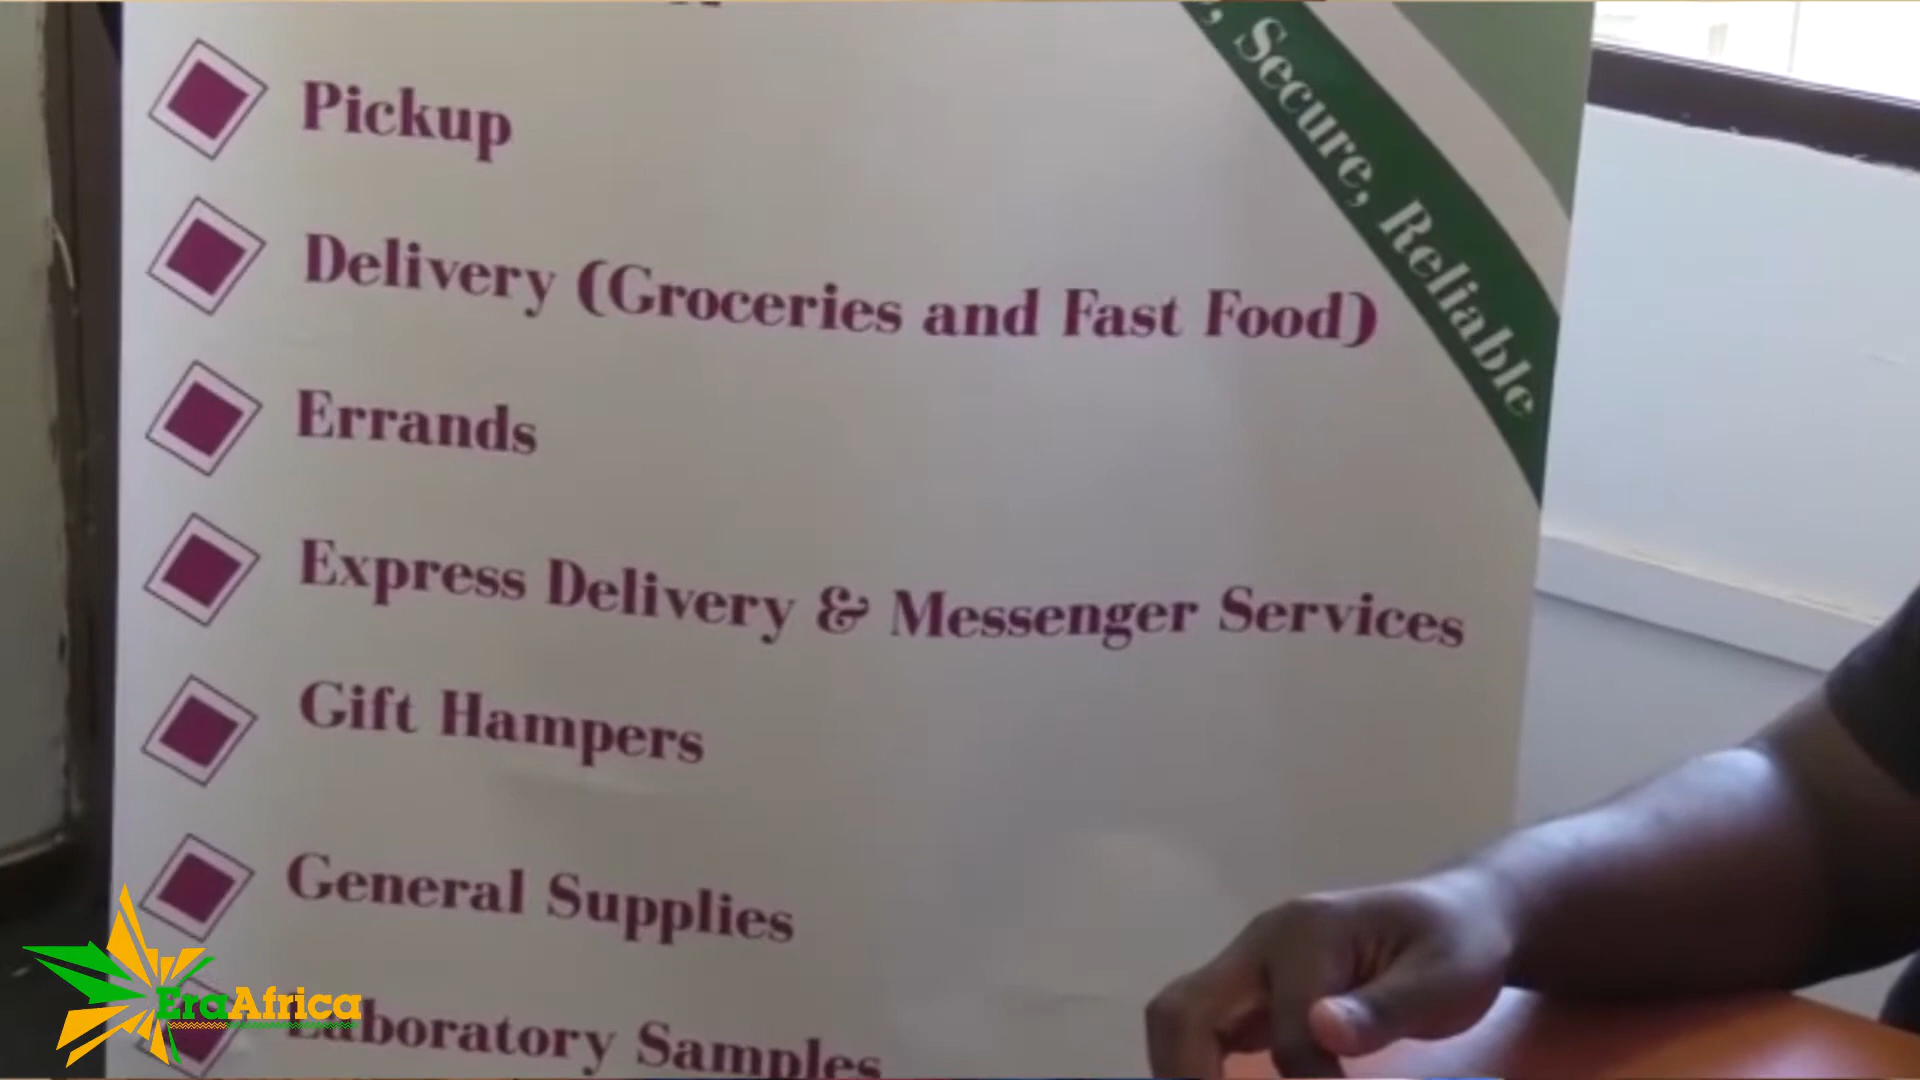 Secure, Reliable
Pickup
Delivery (Groceries and Fast Food)
Errands
Express Delivery & Messenger Services
Gift Hampers
General Supplies
Laboratory Samples
EraAfrica